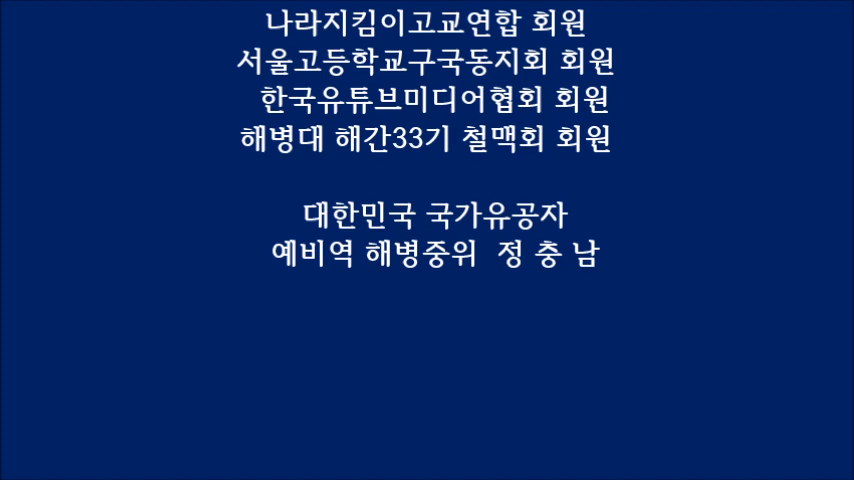 나라지킴이고교연합 회원
서울고등학교구국동지회 회원
한국유튜브미디어협회 회원
해병대 해간33기 철맥회 회원
대한민국 국가유공자
예비역 해병중위 정 충 남